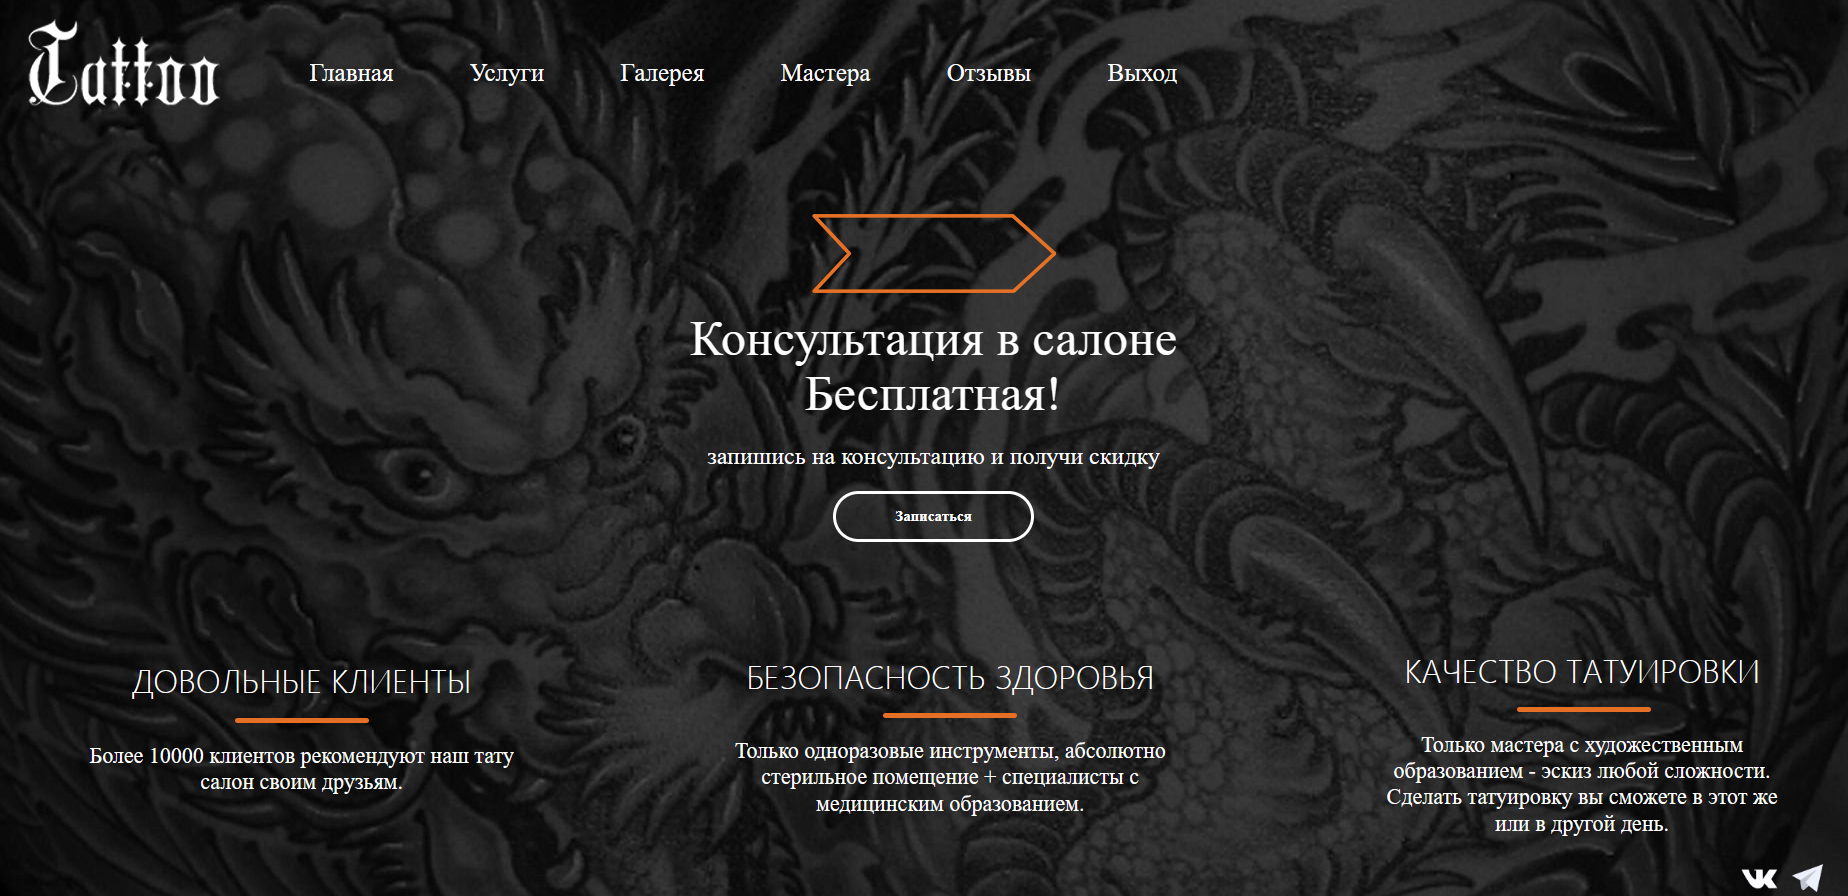 Tattoo
Главная Услуги Галерея Мастера Отзывы Выход
Консультация в салоне
Бесплатная!
запишись на консультацию и получи скидку
Записаться
ДОВОЛЬНЫЕ КЛИЕНТЫ
Более 10000 клиентов рекомендуют наш тату
салон своим друзьям.
БЕЗОПАСНОСТЬ ЗДОРОВЬЯ
Только одноразовые инструменты, абсолютно
стерильное помещение + специалисты с
медицинским образованием.
КАЧЕСТВО ТАТУИРОВКИ
Только мастера с художественным
образованием - эскиз любой сложности.
Сделать татуировку вы сможете в этот же
или в другой день.